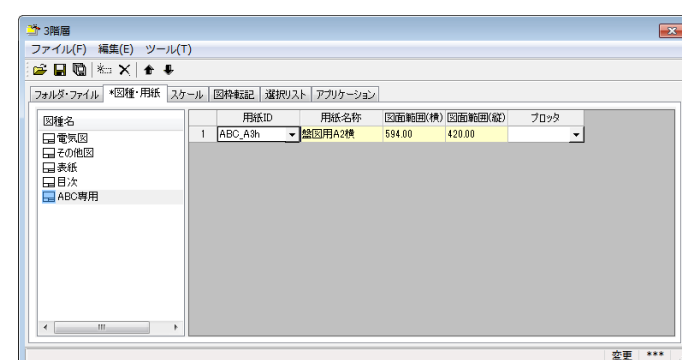 3階層
ファイル(F) 編集(E) ツール(T)
フォルダ・ファイル *図種・用紙 スケール 図枠転記 選択リスト アプリケーション
図種名
電気図
その他図
表紙
目次
ABC専用
用紙ID 用紙名称 図面範囲(横) 図面範囲(縦) プロッタ
1 ABC_A3h 盤図用A2横 594.00 420.00
変更 ***